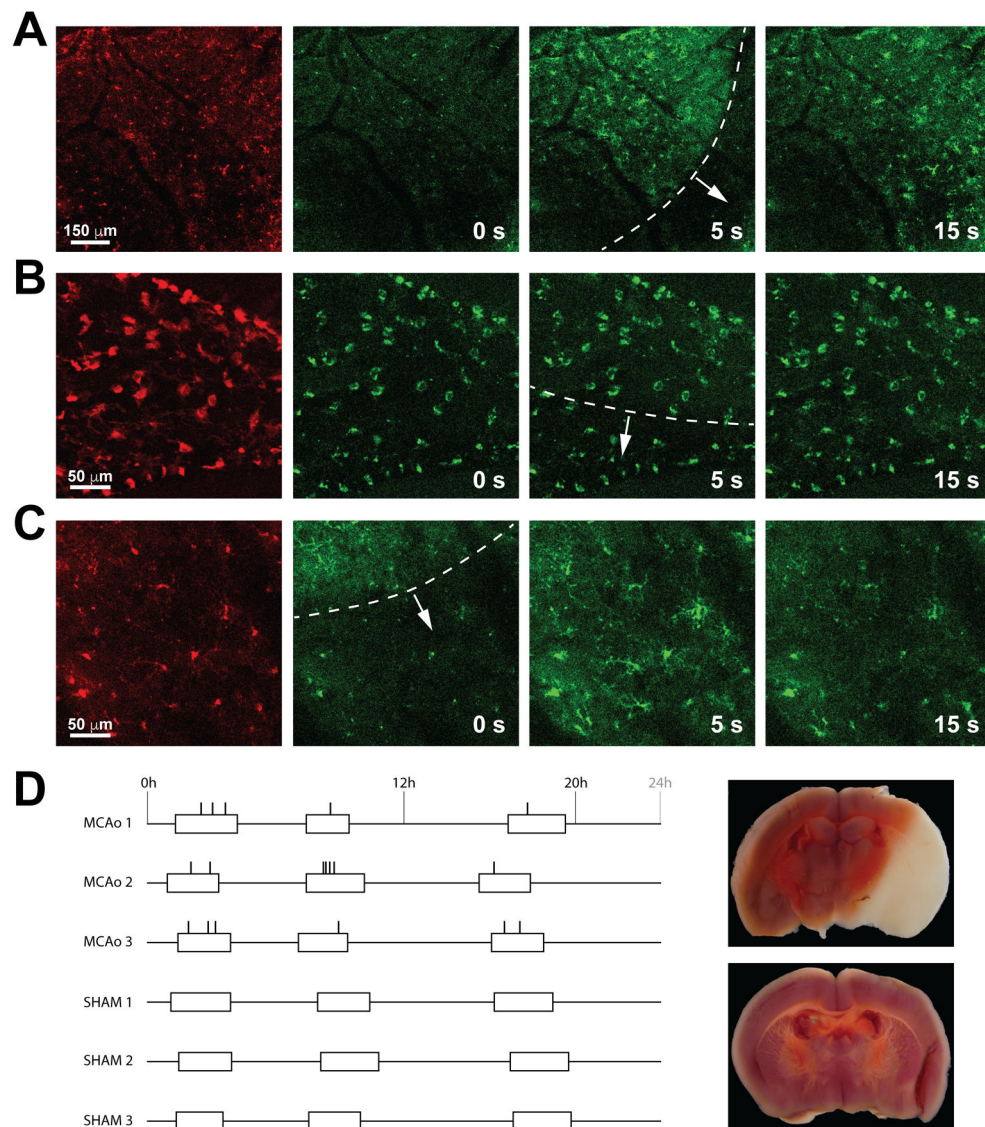 A
150 μm
0 s
5 s
15 s
B
50 μm
0 s
5 s
15 s
C
50 μm
0 s
5 s
15 s
D
0h 12h 20h 24h
MCAo 1
MCAo 2
MCAo 3
SHAM 1
SHAM 2
SHAM 3